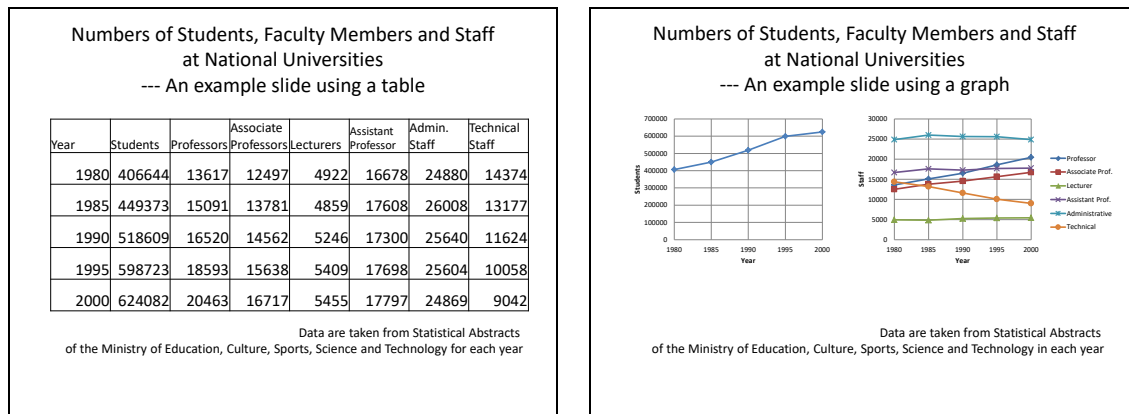 Numbers of Students, Faculty Members and Staff
at National Universities
--- An example slide using a table
Year Students Professors Associate Professors Lecturers Assistant Professor Admin. Staff Technical Staff
1980 406644 13617 12497 4922 16678 24880 14374
1985 449373 15091 13781 4859 17608 26008 13177
1990 518609 16520 14562 5246 17300 25640 11624
1995 598723 18593 15638 5409 17698 25604 10058
2000 624082 20463 16717 5455 17797 24869 9042
Data are taken from Statistical Abstracts
of the Ministry of Education, Culture, Sports, Science and Technology for each year
Numbers of Students, Faculty Members and Staff
at National Universities
--- An example slide using a graph
700000
600000
500000
400000
300000
200000
100000
0
Students
1980 1985 1990 1995 2000
Year
30000
25000
20000
15000
10000
5000
0
Staff
1980 1985 1990 1995 2000
Year
Professor
Associate Prof.
Lecturer
Assistant Prof.
Administrative
Technical
Data are taken from Statistical Abstracts
of the Ministry of Education, Culture, Sports, Science and Technology in each year